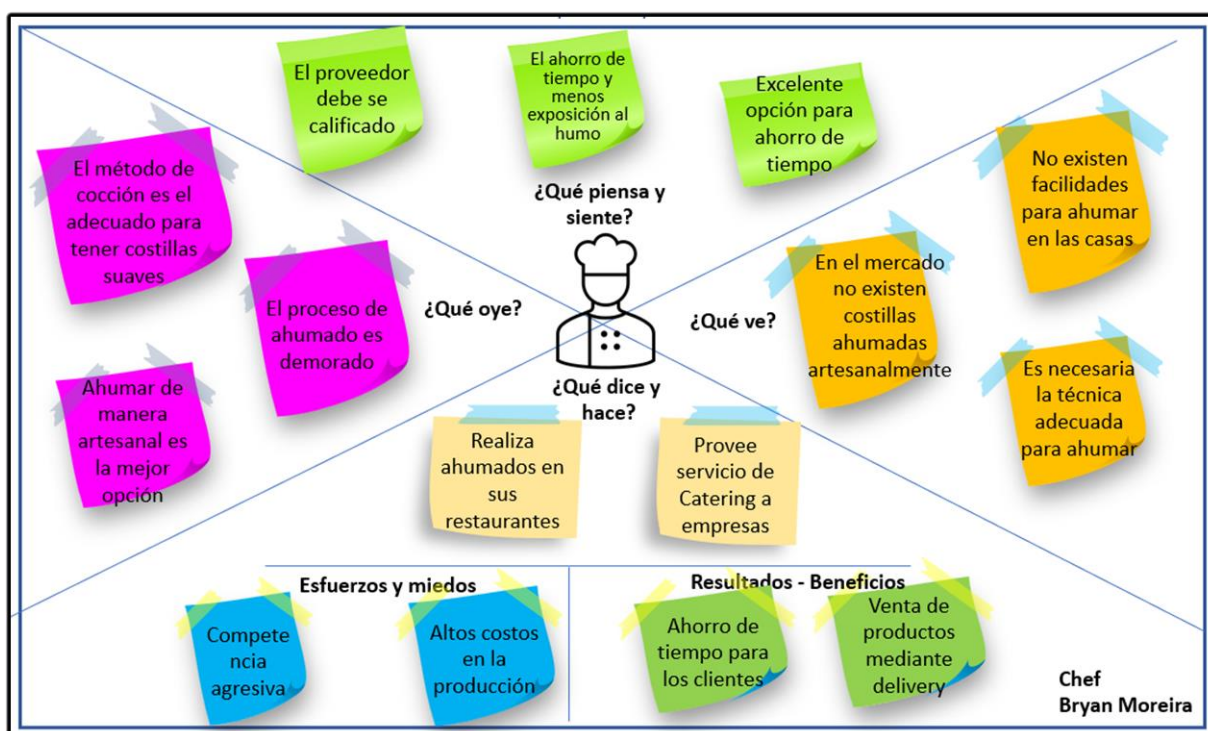 El proveedor
debe se
calificado
El ahorro de
tiempo y
menos
exposición al
humo
Excelente
opción para
ahorro de
tiempo
¿Qué piensa y
siente?
El método de
cocción es el
adecuado para
tener costillas
suaves
El proceso de
ahumado es
demorado
Ahumar de
manera
artesanal es
la mejor
opción
¿Qué oye?
¿Qué ve?
No existen
facilidades
para ahumar
en las casas
En el mercado
no existen
costillas
ahumadas
artesanalmente
Es necesaria
la técnica
adecuada
para ahumar
¿Qué dice y
hace?
Realiza
ahumados en
sus
restaurantes
Provee
servicio de
Catering a
empresas
Esfuerzos y miedos
Compete
ncia
agresiva
Altos costos
en la
producción
Resultados - Beneficios
Ahorro de
tiempo para
los clientes
Venta de
productos
mediante
delivery
Chef
Bryan Moreira